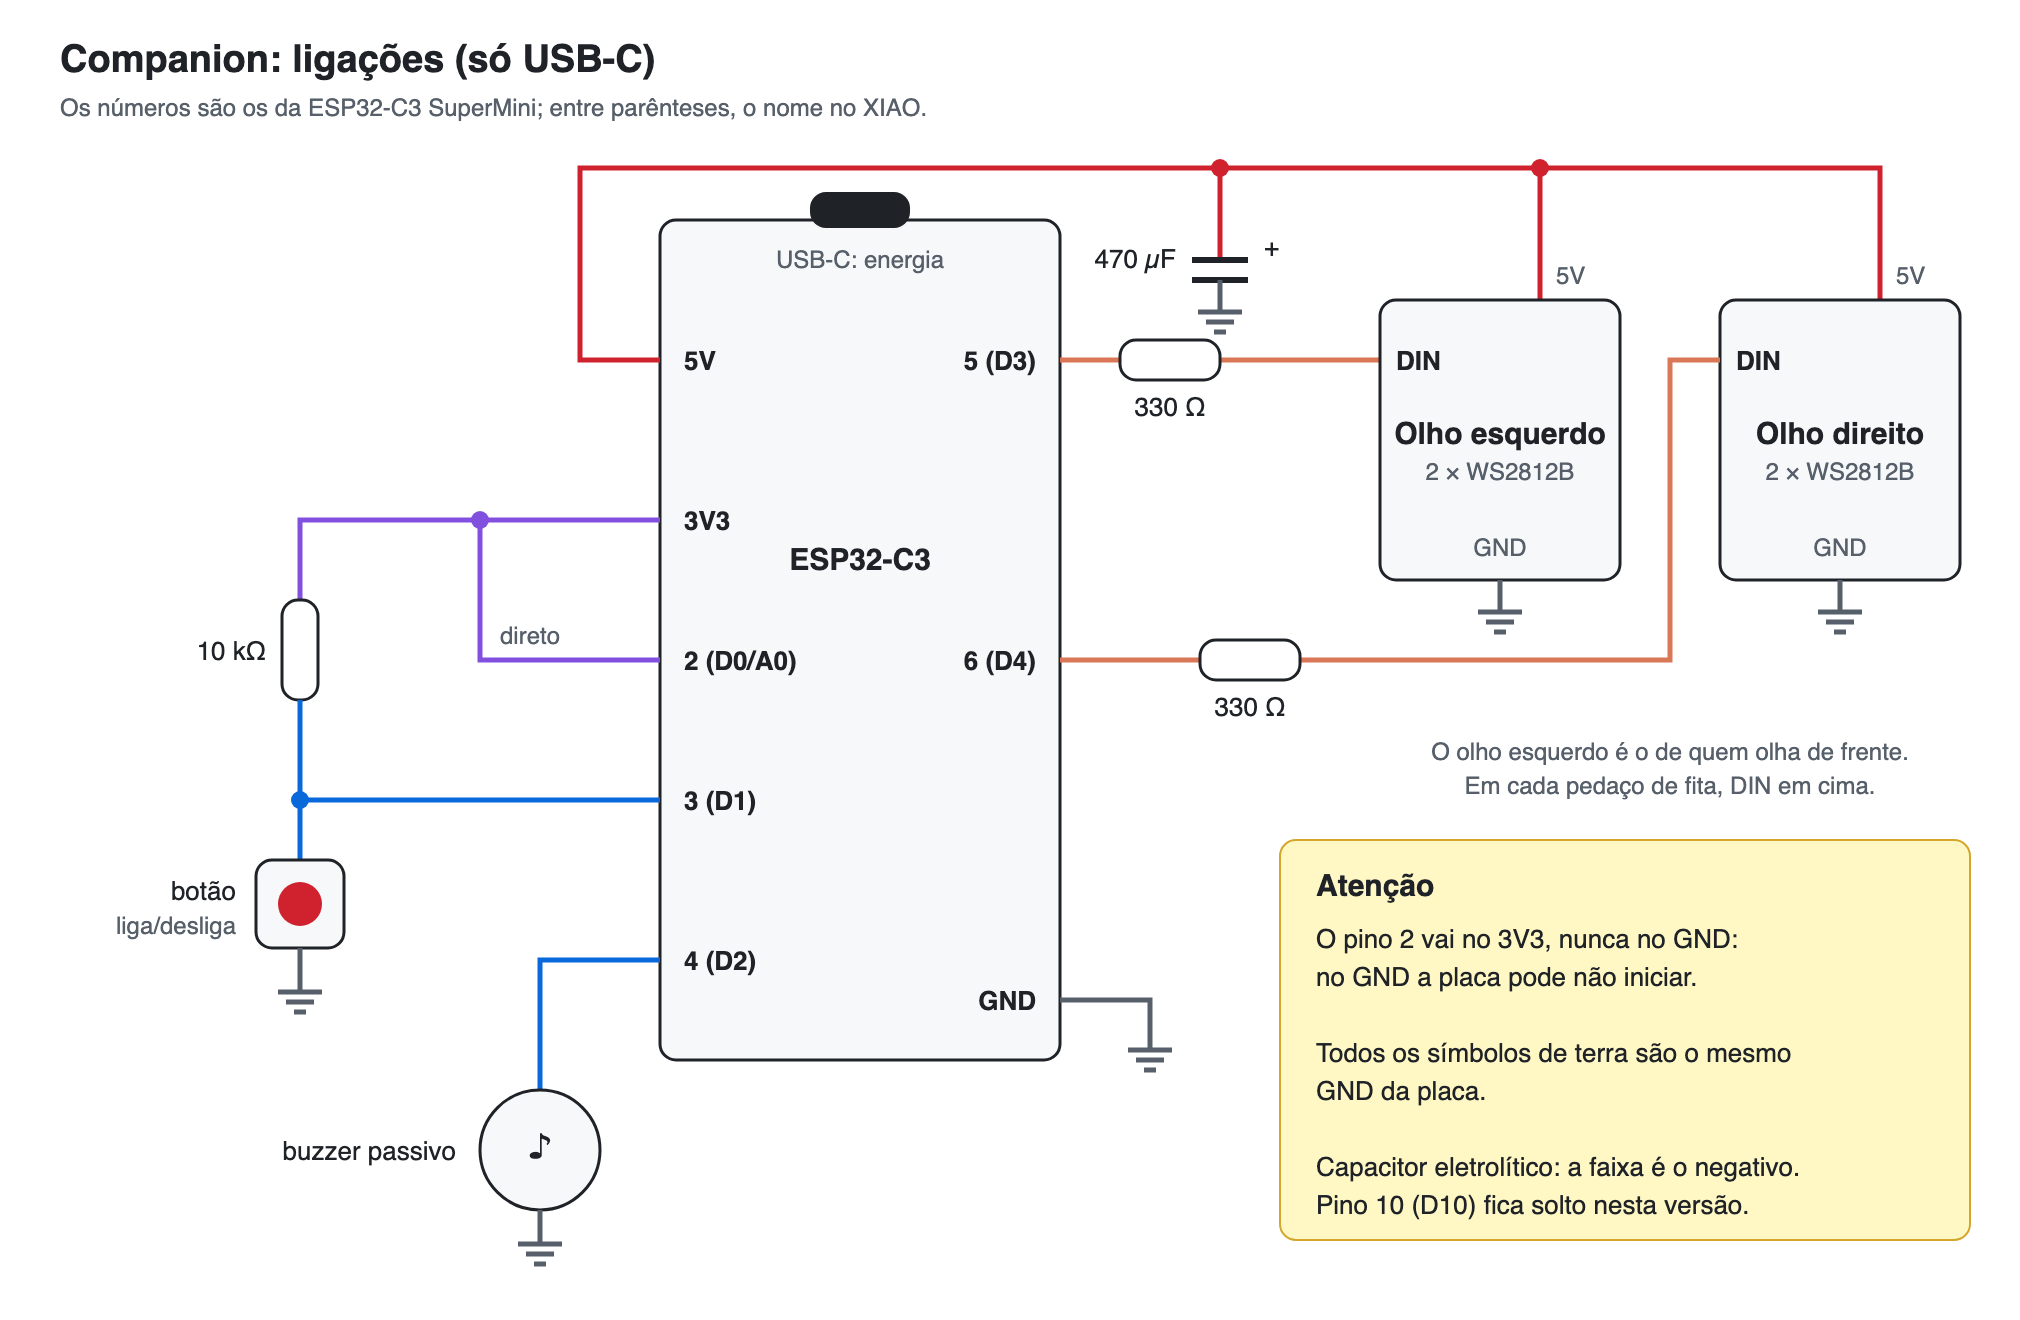 Companion: ligações (só USB-C)
Os números são os da ESP32-C3 SuperMini; entre parênteses, o nome no XIAO.
USB-C: energia
470 µF
+
5V
5V
5V
5 (D3)
330 Ω
DIN
DIN
Olho esquerdo
2 × WS2812B
GND
Olho direito
2 × WS2812B
GND
3V3
ESP32-C3
direto
10 kΩ
2 (D0/A0)
6 (D4)
330 Ω
O olho esquerdo é o de quem olha de frente.
Em cada pedaço de fita, DIN em cima.
3 (D1)
botão
liga/desliga
4 (D2)
GND
buzzer passivo
♪
Atenção
O pino 2 vai no 3V3, nunca no GND:
no GND a placa pode não iniciar.
Todos os símbolos de terra são o mesmo
GND da placa.
Capacitor eletrolítico: a faixa é o negativo.
Pino 10 (D10) fica solto nesta versão.